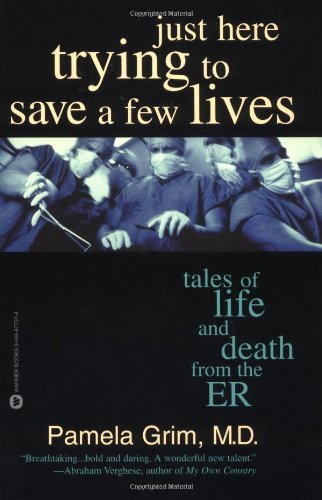 just here
trying to
save a few lives
tales of
life
and
death
from the
ER
Pamela Grim, M.D.
"Breathtaking...bold and daring. A wonderful new talent."
—Abraham Verghese, author of My Own Country